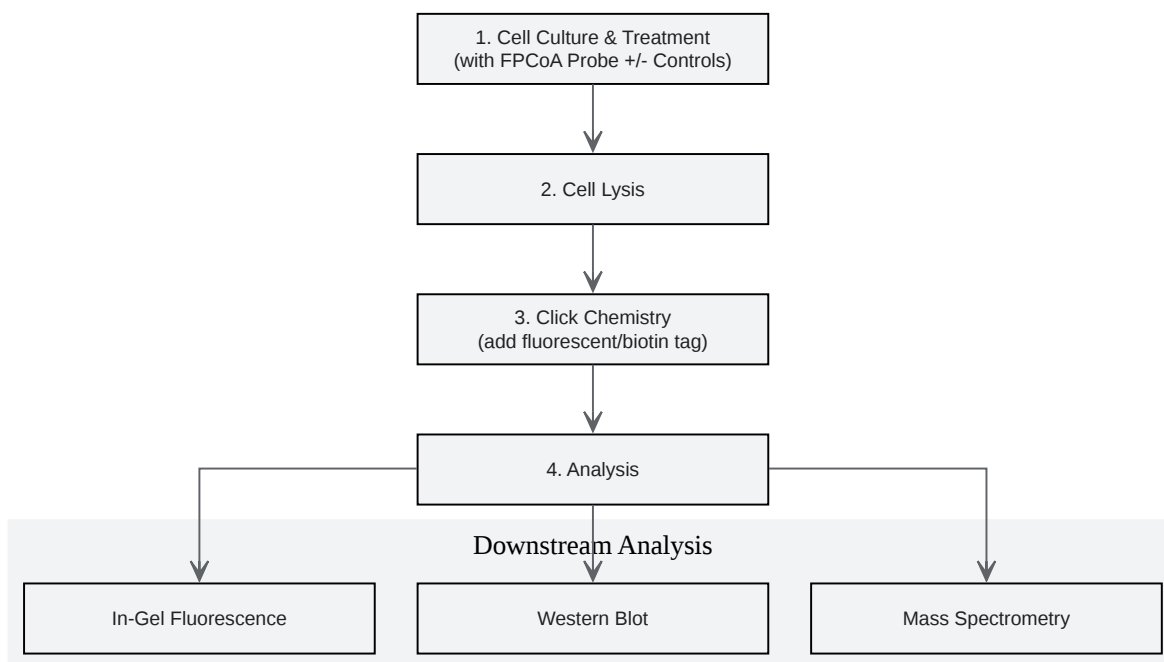 1. Cell Culture & Treatment
(with FPCoA Probe +/- Controls)
2. Cell Lysis
3. Click Chemistry
(add fluorescent/biotin tag)
4. Analysis
Downstream Analysis
In-Gel Fluorescence
Western Blot
Mass Spectrometry